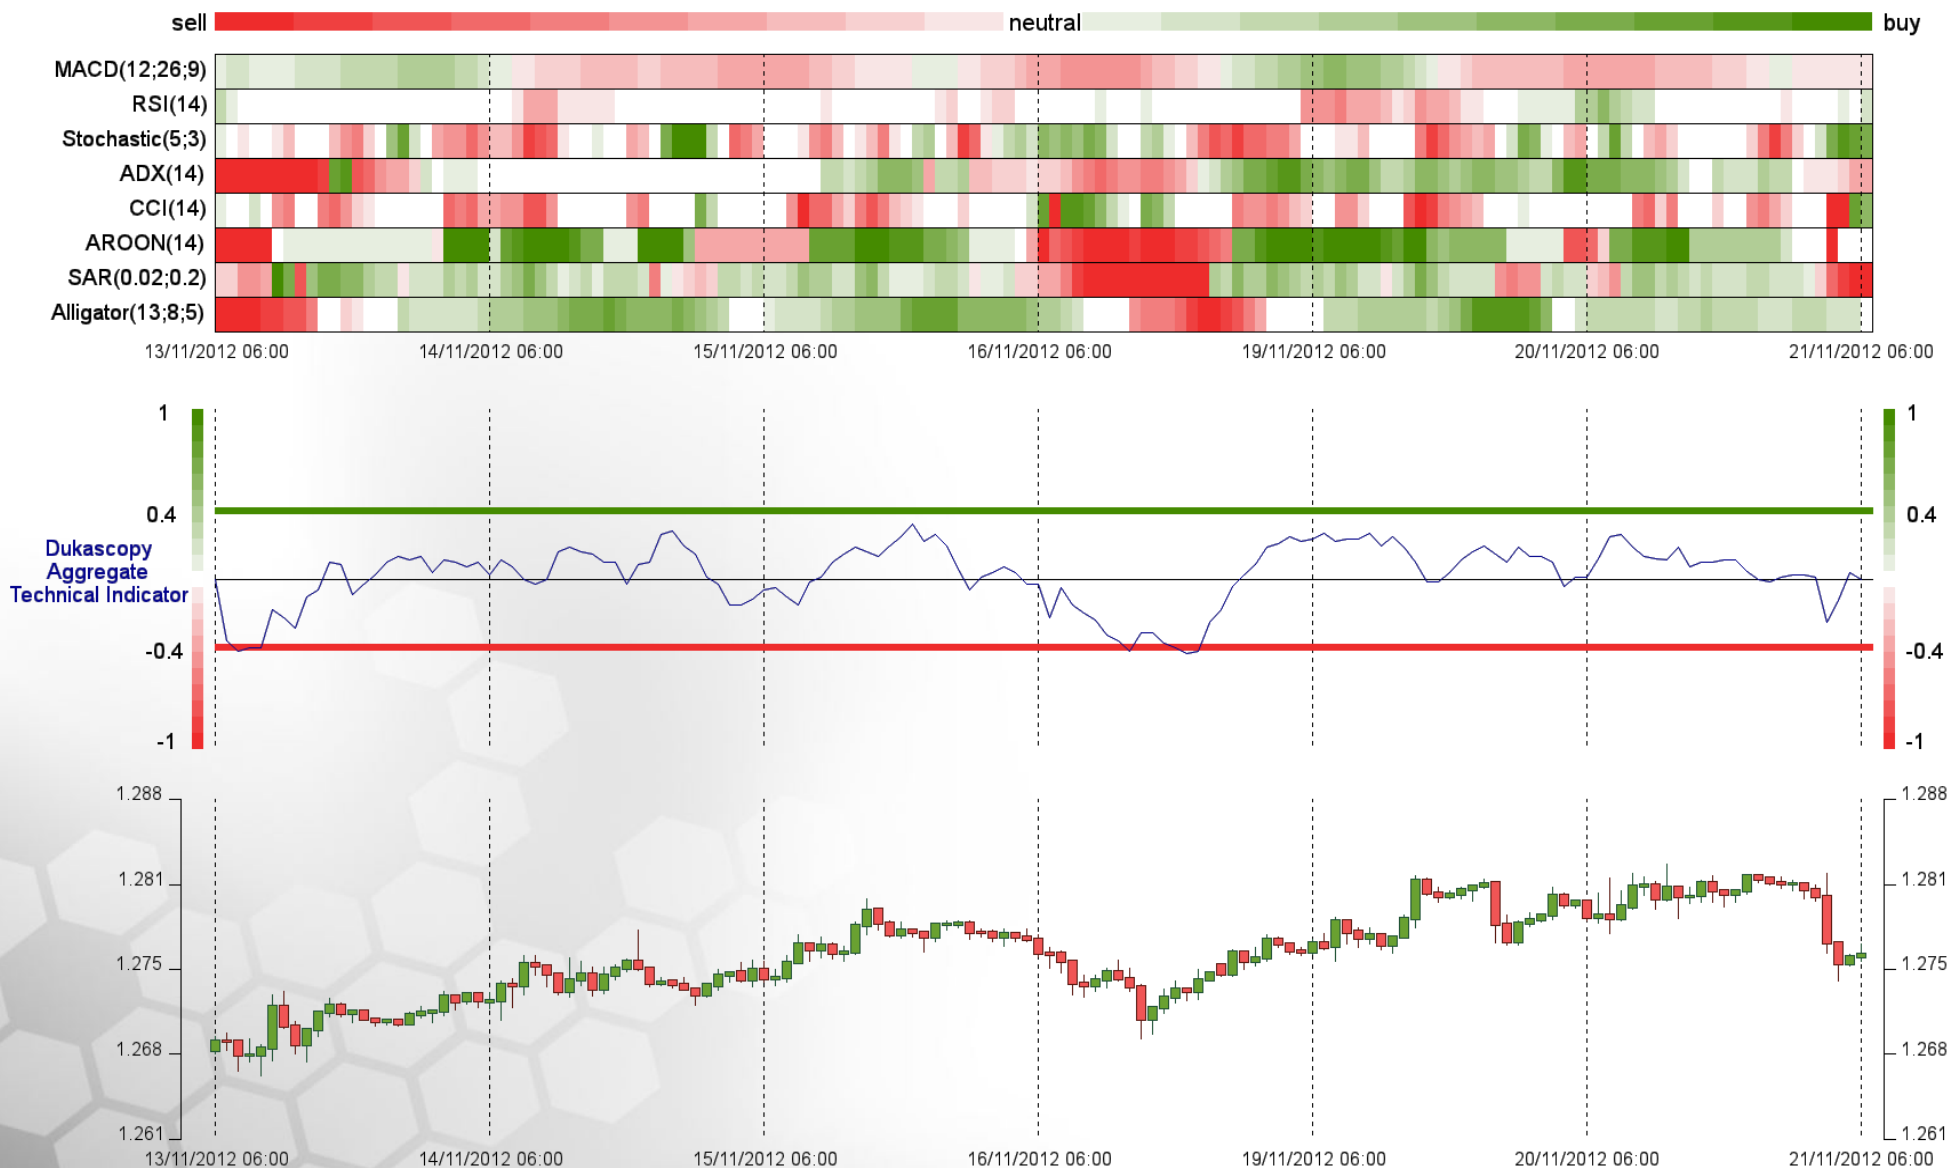 sell neutral buy
MACD(12;26;9)
RSI(14)
Stochastic(5;3)
ADX(14)
CCI(14)
AROON(14)
SAR(0.02;0.2)
Alligator(13;8;5)
13/11/2012 06:00 14/11/2012 06:00 15/11/2012 06:00 16/11/2012 06:00 19/11/2012 06:00 20/11/2012 06:00 21/11/2012 06:00
1 1
0.4 0.4
Dukascopy
Aggregate
Technical Indicator
-0.4 -0.4
-1 -1
1.288 1.288
1.281 1.281
1.275 1.275
1.268 1.268
1.261 1.261
13/11/2012 06:00 14/11/2012 06:00 15/11/2012 06:00 16/11/2012 06:00 19/11/2012 06:00 20/11/2012 06:00 21/11/2012 06:00